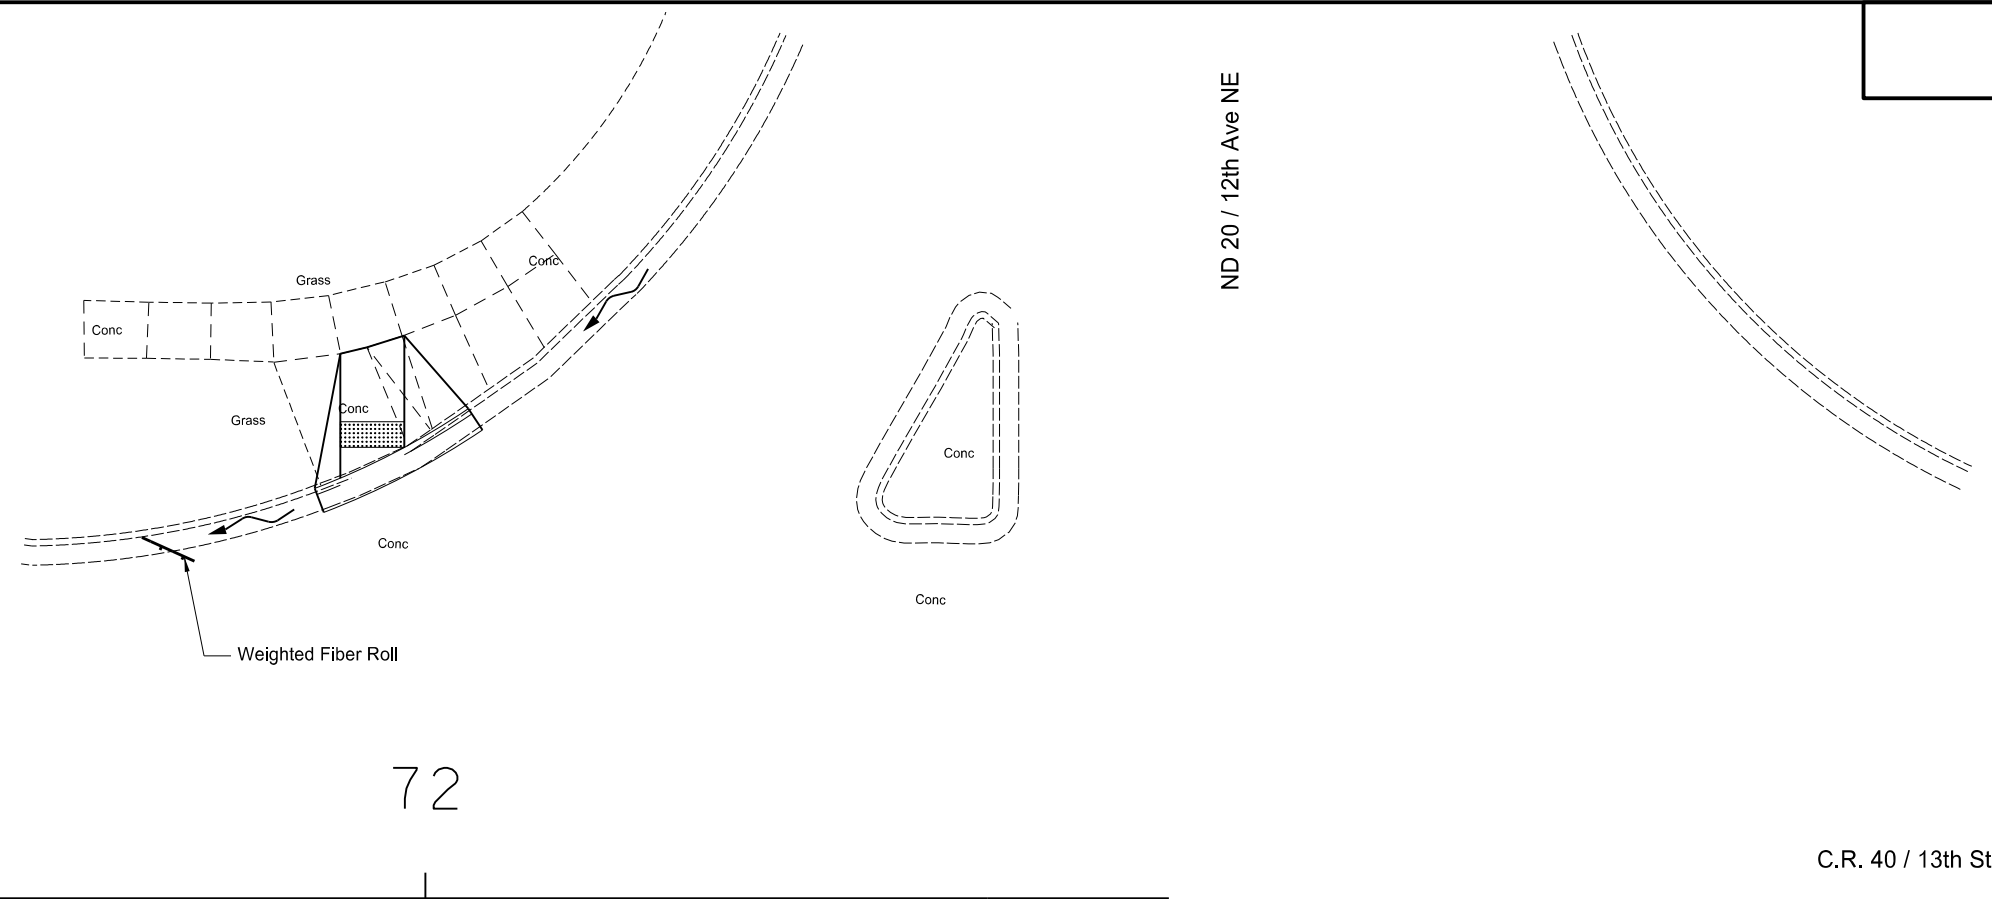 ND 20 / 12th Ave NE
Conc
Grass
Conc
Conc
Grass
Conc
Conc
Conc
Weighted Fiber Roll
72
C.R. 40 / 13th St